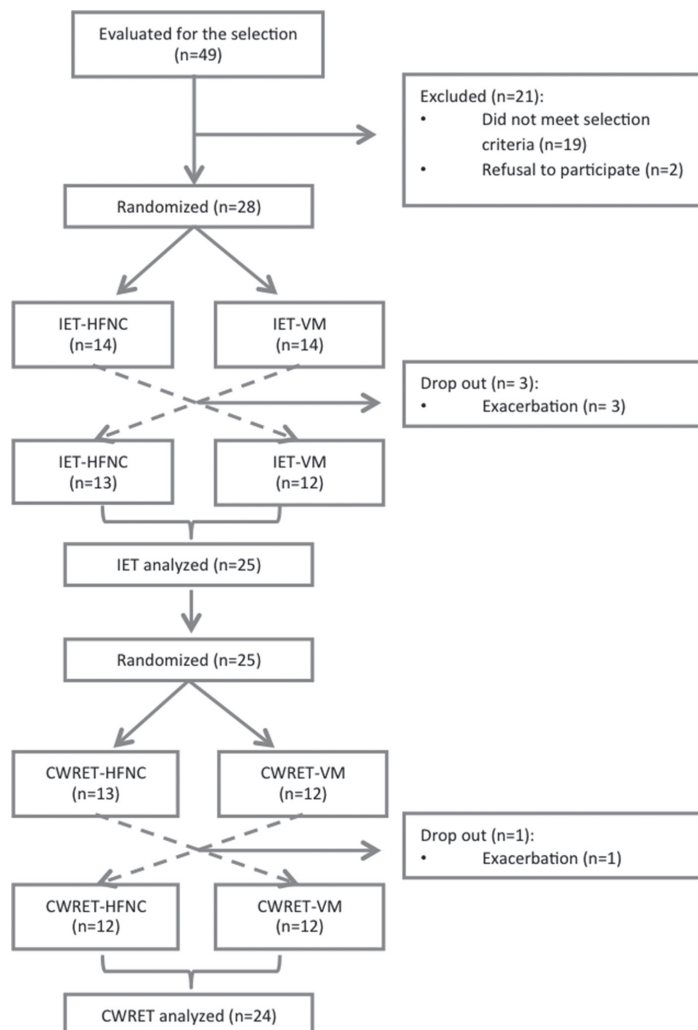 Evaluated for the selection
(n=49)
Excluded (n=21):
• Did not meet selection
criteria (n=19)
• Refusal to participate (n=2)
Randomized (n=28)
IET-HFNC
(n=14)
IET-VM
(n=14)
Drop out (n= 3):
• Exacerbation (n= 3)
IET-HFNC
(n=13)
IET-VM
(n=12)
IET analyzed (n=25)
Randomized (n=25)
CWRET-HFNC
(n=13)
CWRET-VM
(n=12)
Drop out (n=1):
• Exacerbation (n=1)
CWRET-HFNC
(n=12)
CWRET-VM
(n=12)
CWRET analyzed (n=24)